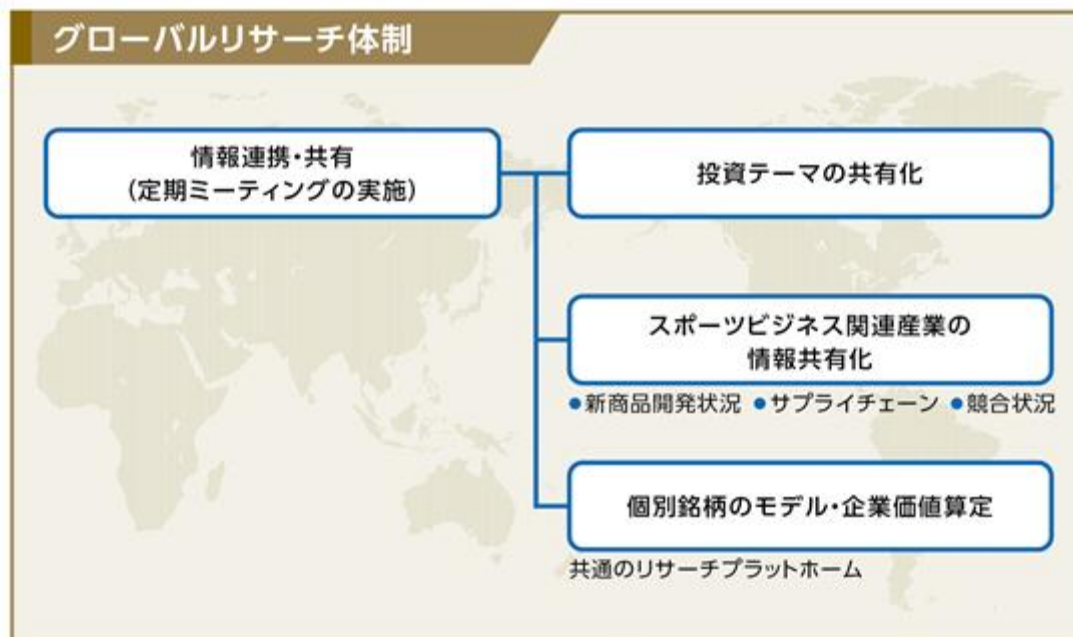 グローバルリサーチ体制
情報連携・共有
(定期ミーティングの実施)
投資テーマの共有化
スポーツビジネス関連産業の
情報共有化
●新商品開発状況 ●サプライチェーン ●競合状況
個別銘柄のモデル・企業価値算定
共通のリサーチプラットホーム